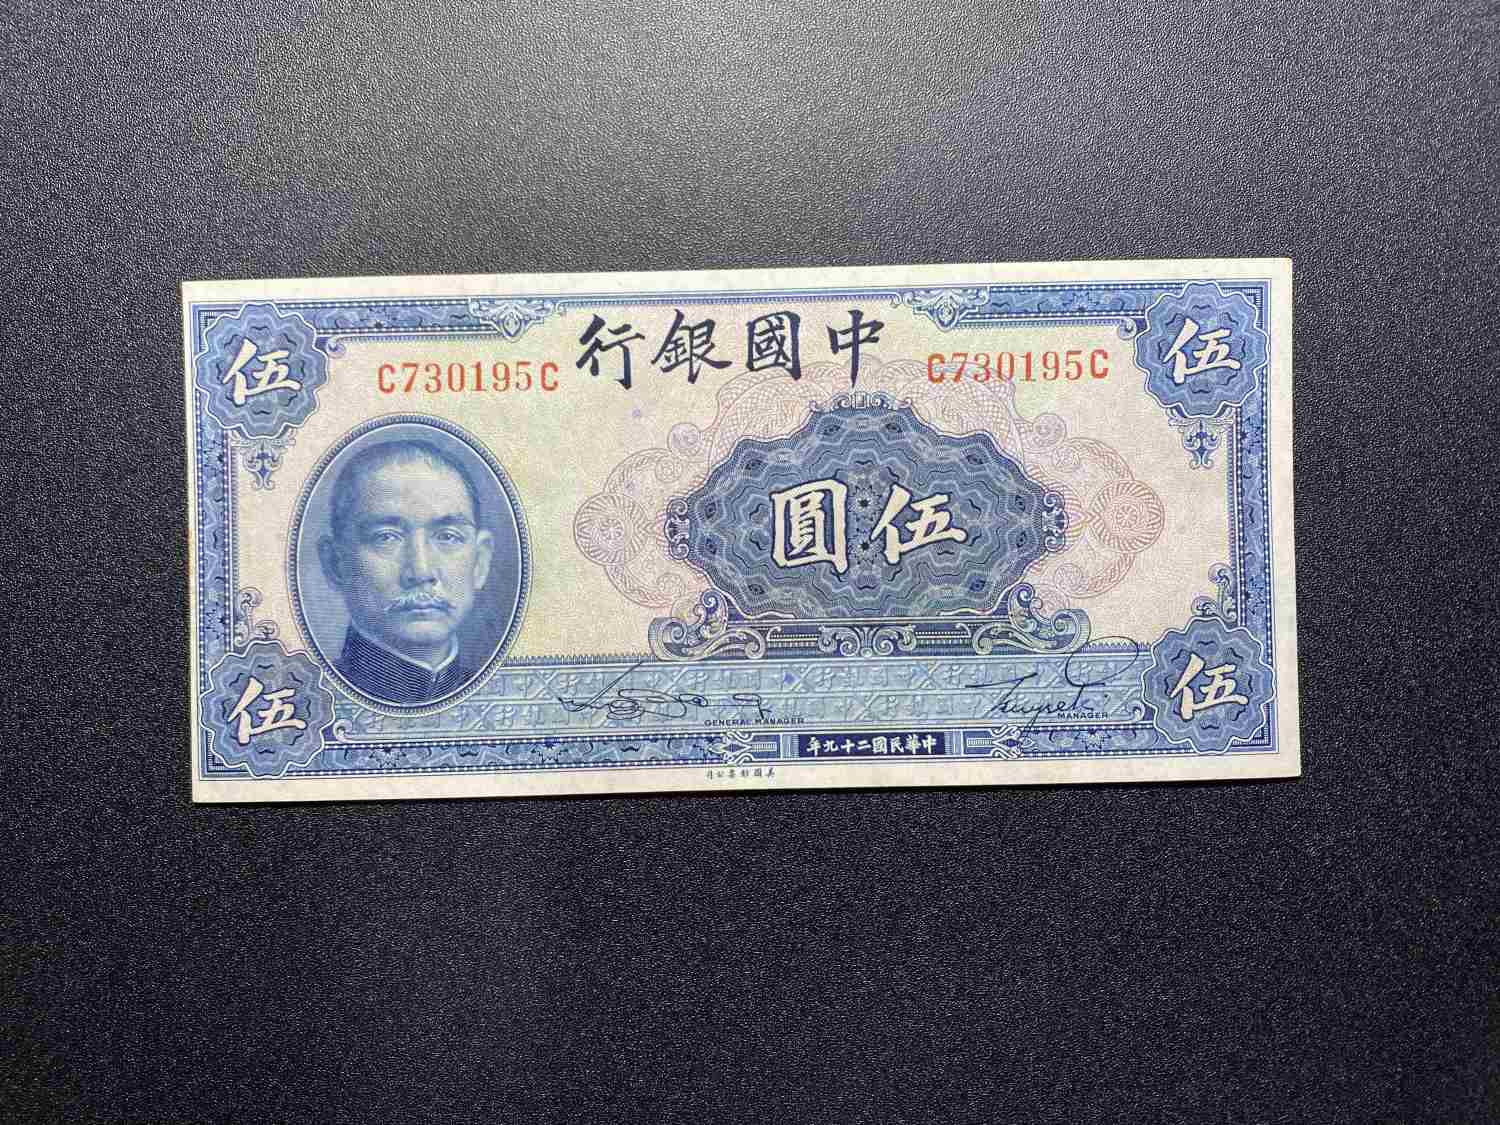 中國銀行
C730195C
C730195C
伍
伍
伍圓
伍
伍
GENERAL MANAGER
MANAGER
中華民國二十九年